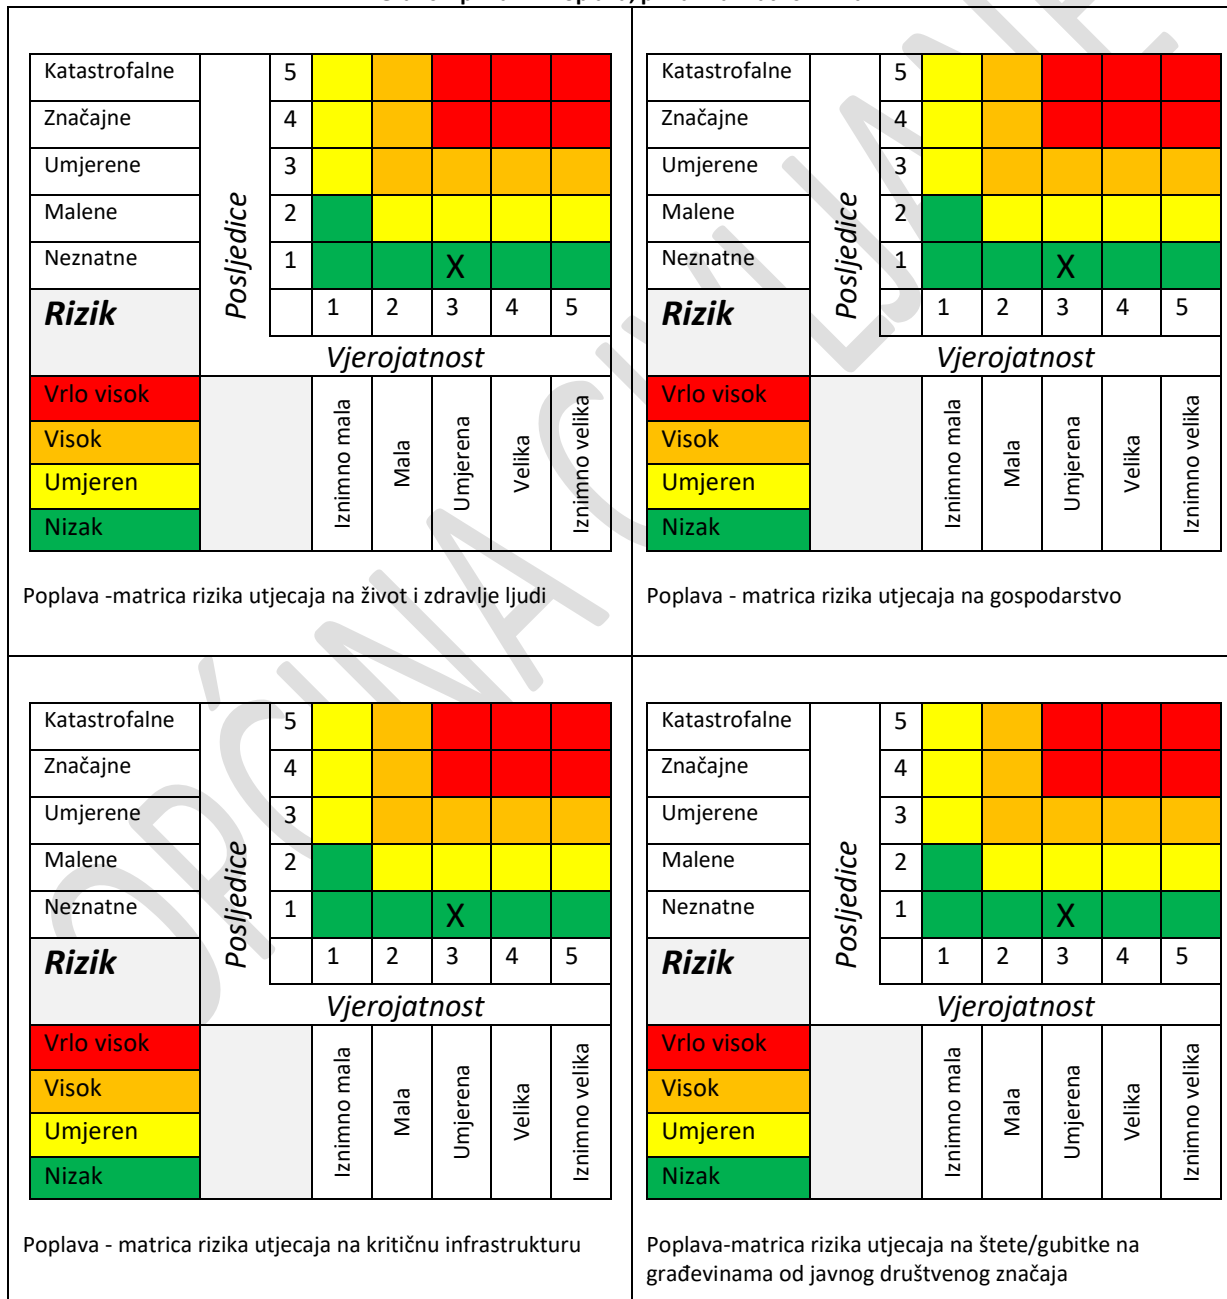 Katastrofalne 5
Značajne 4
Umjerene 3
Malene 2
Neznatne 1 X
Posljedice
Rizik 1 2 3 4 5
Vjerojatnost
Vrlo visok
Visok
Umjeren
Nizak
Iznimno mala
Mala
Umjerena
Velika
Iznimno velika
Poplava -matrica rizika utjecaja na život i zdravlje ljudi
Katastrofalne 5
Značajne 4
Umjerene 3
Malene 2
Neznatne 1 X
Posljedice
Rizik 1 2 3 4 5
Vjerojatnost
Vrlo visok
Visok
Umjeren
Nizak
Iznimno mala
Mala
Umjerena
Velika
Iznimno velika
Poplava - matrica rizika utjecaja na gospodarstvo
Katastrofalne 5
Značajne 4
Umjerene 3
Malene 2
Neznatne 1 X
Posljedice
Rizik 1 2 3 4 5
Vjerojatnost
Vrlo visok
Visok
Umjeren
Nizak
Iznimno mala
Mala
Umjerena
Velika
Iznimno velika
Poplava - matrica rizika utjecaja na kritičnu infrastrukturu
Katastrofalne 5
Značajne 4
Umjerene 3
Malene 2
Neznatne 1 X
Posljedice
Rizik 1 2 3 4 5
Vjerojatnost
Vrlo visok
Visok
Umjeren
Nizak
Iznimno mala
Mala
Umjerena
Velika
Iznimno velika
Poplava-matrica rizika utjecaja na štete/gubitke na
građevinama od javnog društvenog značaja
OPĆINA CIVLJANE